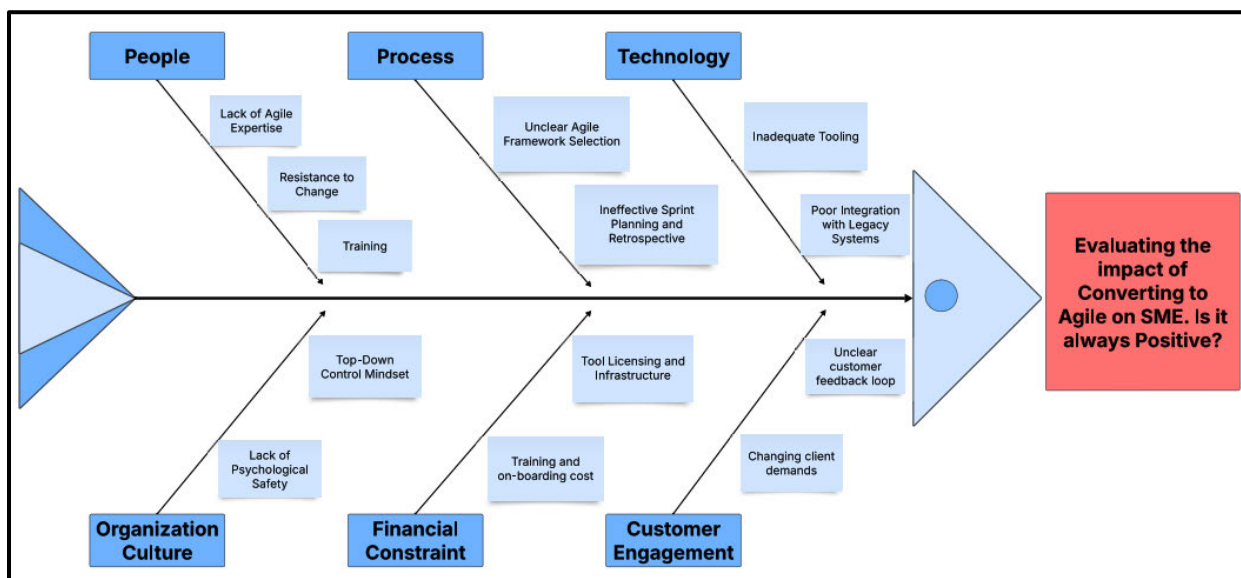 People
Process
Technology
Lack of Agile
Expertise
Resistance to
Change
Training
Unclear Agile
Framework Selection
Ineffective Sprint
Planning and
Retrospective
Inadequate Tooling
Poor Integration
with Legacy
Systems
Evaluating the
impact of
Converting to
Agile on SME. Is it
always Positive?
Top-Down
Control Mindset
Lack of
Psychological
Safety
Tool Licensing and
Infrastructure
Training and
on-boarding cost
Unclear
customer
feedback loop
Changing client
demands
Organization
Culture
Financial
Constraint
Customer
Engagement